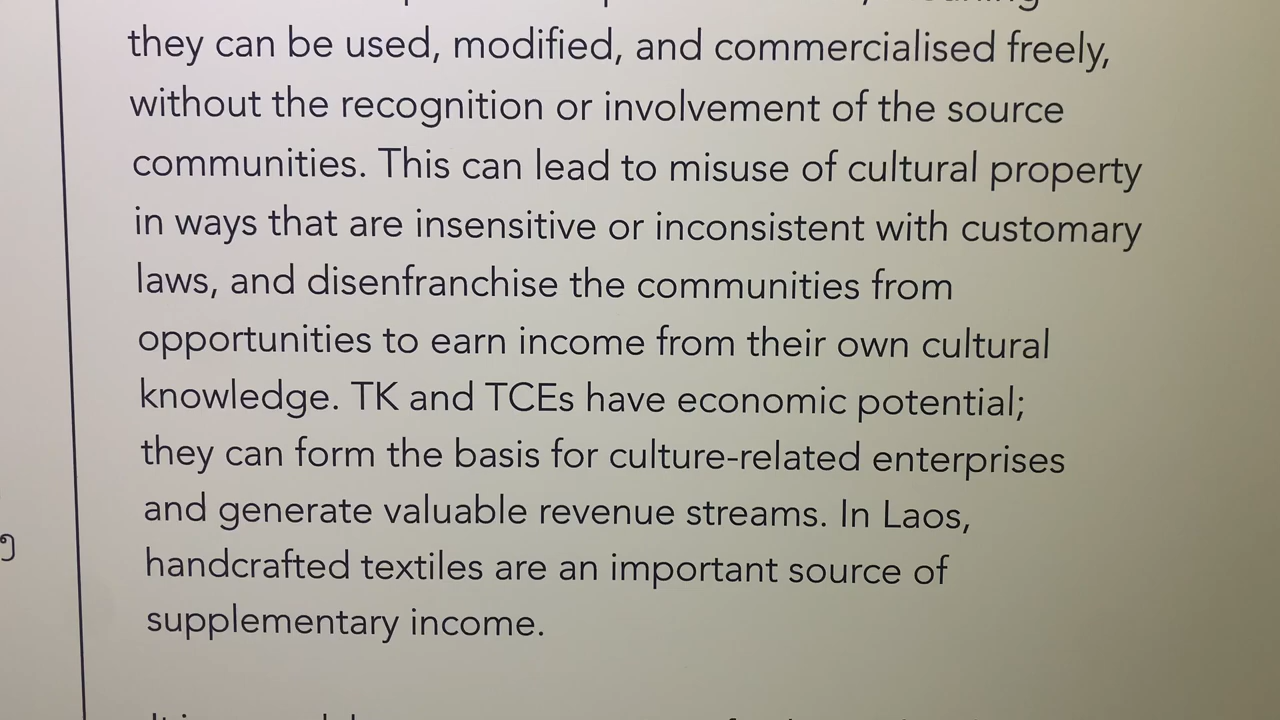 they can be used, modified, and commercialised freely,
without the recognition or involvement of the source
communities. This can lead to misuse of cultural property
in ways that are insensitive or inconsistent with customary
laws, and disenfranchise the communities from
opportunities to earn income from their own cultural
knowledge. TK and TCEs have economic potential;
they can form the basis for culture-related enterprises
and generate valuable revenue streams. In Laos,
handcrafted textiles are an important source of
supplementary income.